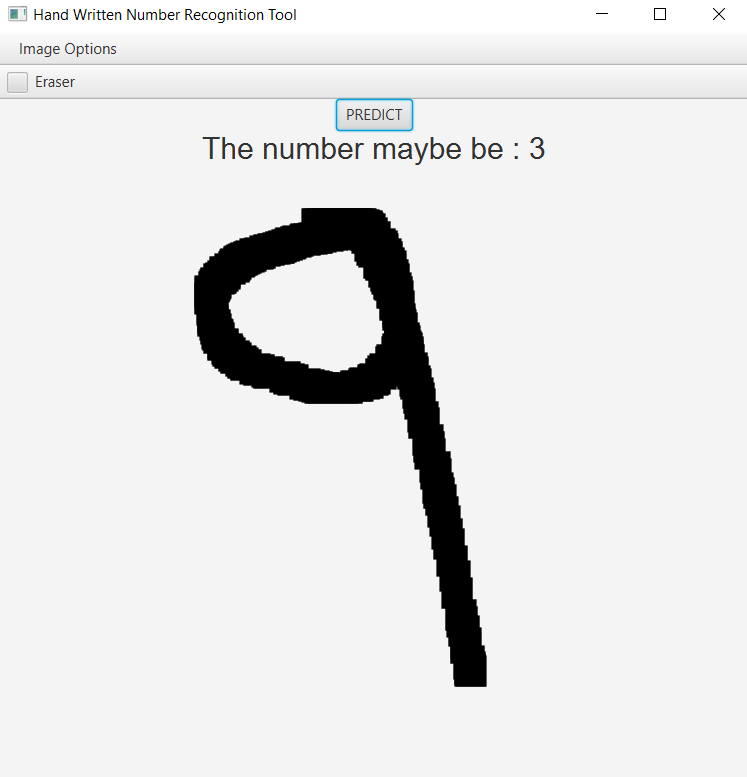 Hand Written Number Recognition Tool
Image Options
Eraser
PREDICT
The number maybe be : 3
9